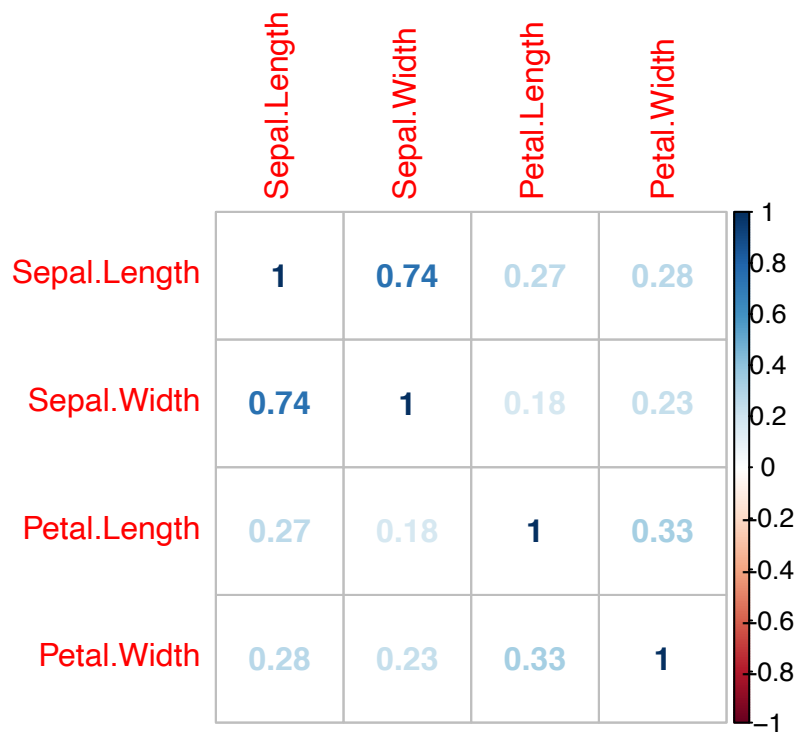 Sepal.Length
Sepal.Width
Petal.Length
Petal.Width
Sepal.Length 1 0.74 0.27 0.28
Sepal.Width 0.74 1 0.18 0.23
Petal.Length 0.27 0.18 1 0.33
Petal.Width 0.28 0.23 0.33 1
1
0.8
0.6
0.4
0.2
0
−0.2
−0.4
−0.6
−0.8
−1